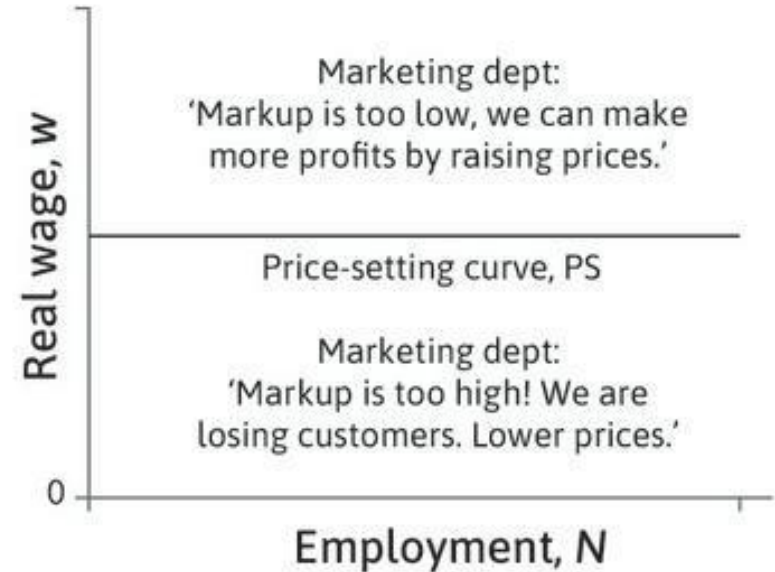 Real wage, w
Marketing dept:
‘Markup is too low, we can make
more profits by raising prices.’
Price-setting curve, PS
Marketing dept:
‘Markup is too high! We are
losing customers. Lower prices.’
0
Employment, N